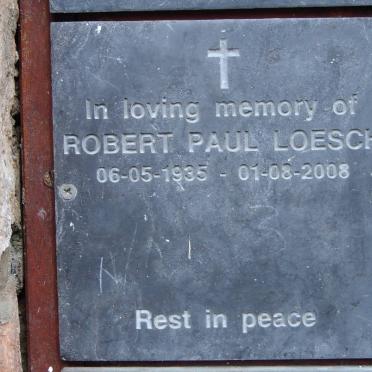 In loving memory of
ROBERT PAUL LOESCH
06-05-1935 - 01-08-2008
Rest in peace